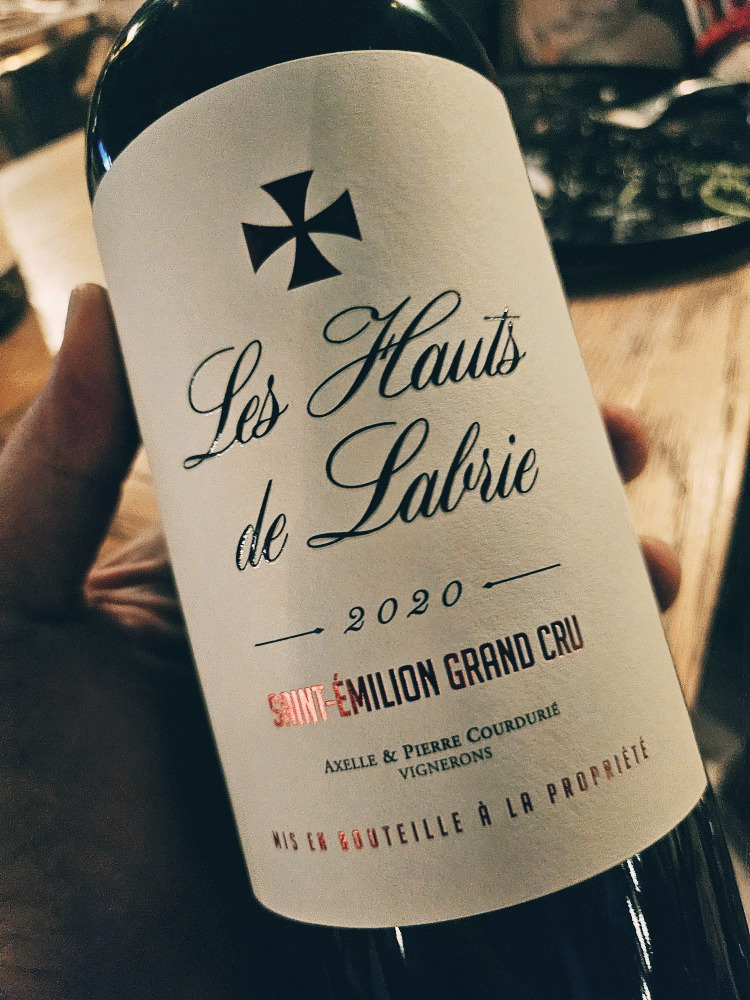 Les Hauts
de Labrie
2020
SAINT-ÉMILION GRAND CRU
AXELLE & PIERRE COURDURIÉ
VIGNERONS
MIS EN BOUTEILLE À LA PROPRIÉTÉ